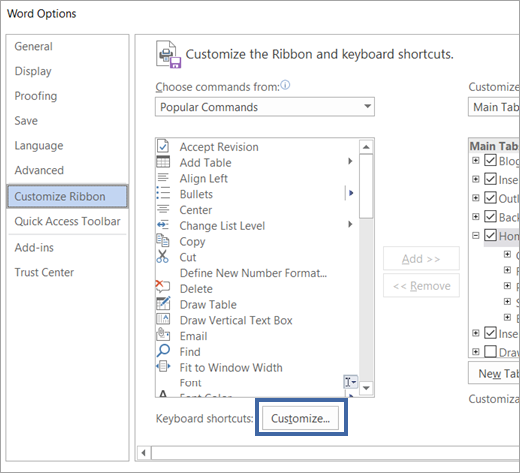 Word Options
General
Display
Proofing
Save
Language
Advanced
Customize Ribbon
Quick Access Toolbar
Add-ins
Trust Center
Customize the Ribbon and keyboard shortcuts.
Choose commands from:
Popular Commands
Accept Revision
Add Table
Align Left
Bullets
Center
Change List Level
Copy
Cut
Define New Number Format...
Delete
Draw Table
Draw Vertical Text Box
Email
Find
Fit to Window Width
Font
Font Color
Keyboard shortcuts: Customize...
Add >>
<< Remove
Customize
Main Tab
Main Tabs
Blog
Inse
Outl
Back
Hom
Inse
Draw
New Tab
Customiza